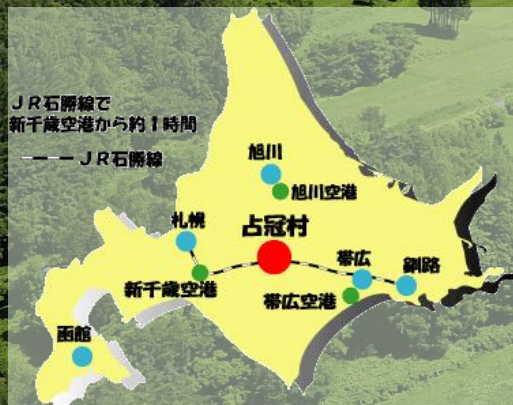 JR石勝線で
新千歳空港から約1時間
JR石勝線
旭川
旭川空港
札幌
占冠村
帯広
釧路
新千歳空港
帯広空港
函館